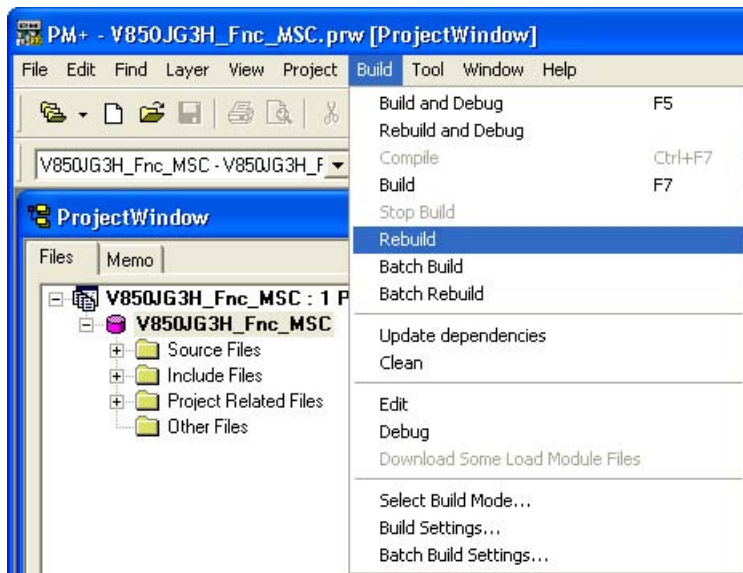 PM+ - V850JG3H_Fnc_MSC.prw [ProjectWindow]
File Edit Find Layer View Project Build Tool Window Help
V850JG3H_Fnc_MSC - V850JG3H_F
ProjectWindow
Files Memo
V850JG3H_Fnc_MSC : 1 P
V850JG3H_Fnc_MSC
Source Files
Include Files
Project Related Files
Other Files
Build and Debug F5
Rebuild and Debug
Compile Ctrl+F7
Build F7
Stop Build
Rebuild
Batch Build
Batch Rebuild
Update dependencies
Clean
Edit
Debug
Download Some Load Module Files
Select Build Mode...
Build Settings...
Batch Build Settings...